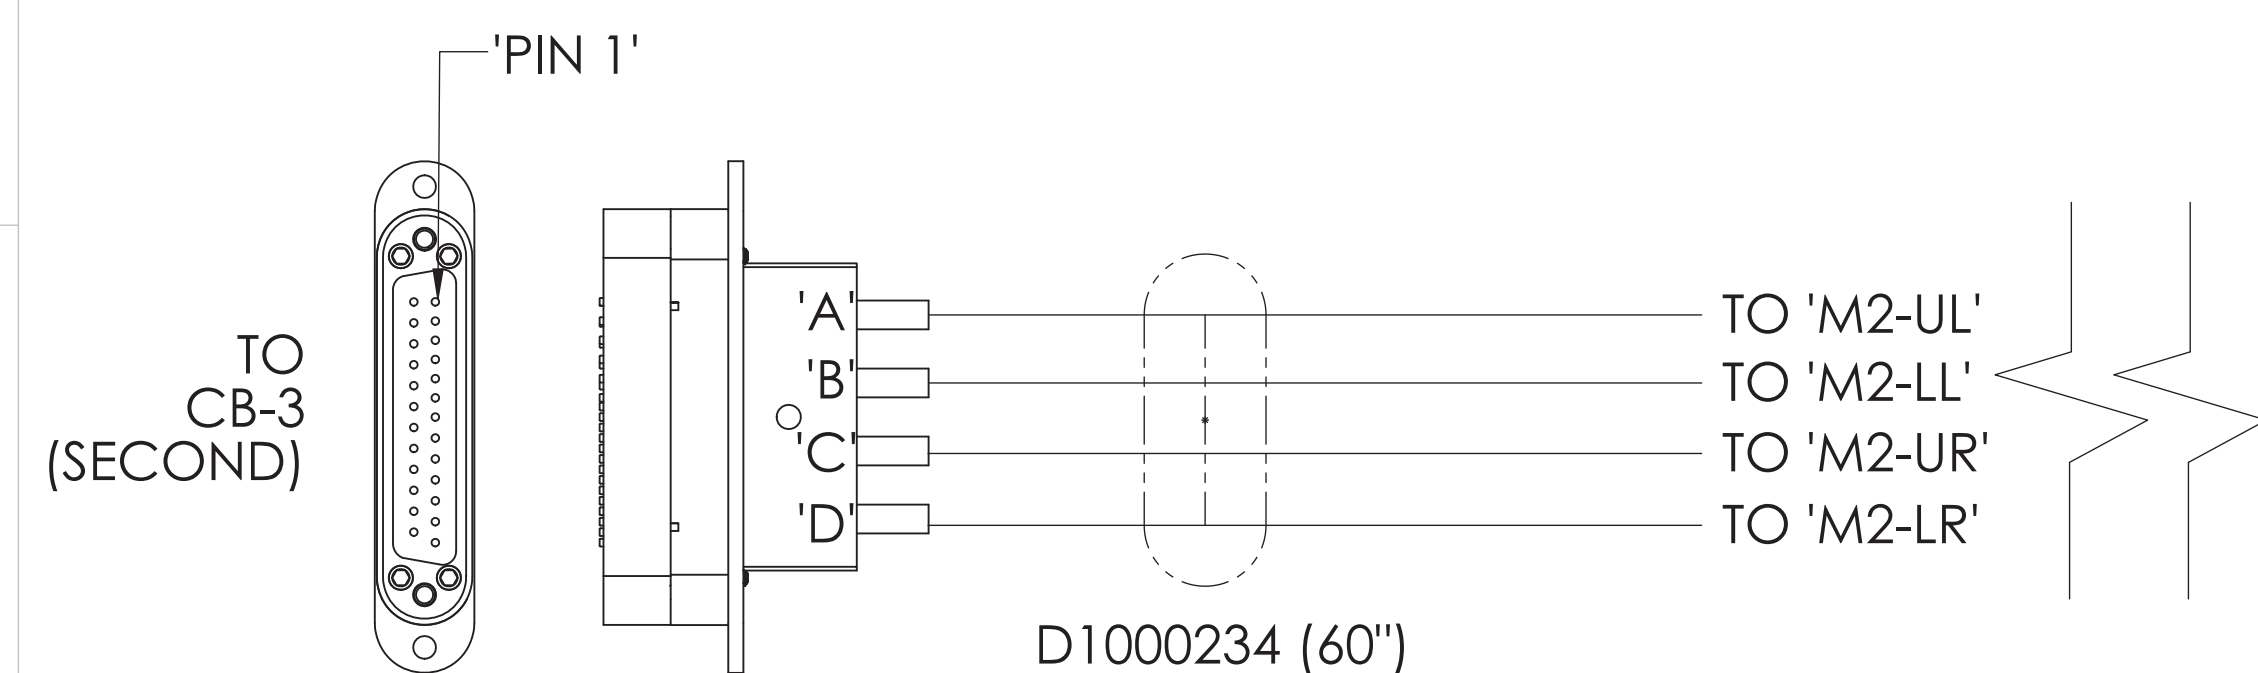 'PIN 1'
TO
CB-3
(SECOND)
'A'
'B'
'C'
'D'
TO 'M2-UL'
TO 'M2-LL'
TO 'M2-UR'
TO 'M2-LR'
D1000234 (60")